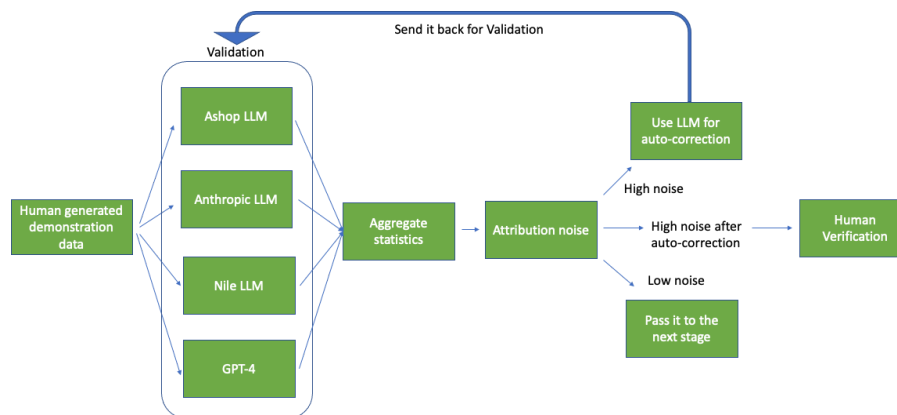 Send it back for Validation
Validation
Ashop LLM
Use LLM for
auto-correction
Anthropic LLM
High noise
Human generated
demonstration
data
Aggregate
statistics
Attribution noise
High noise after
auto-correction
Human
Verification
Nile LLM
Low noise
Pass it to the
next stage
GPT-4